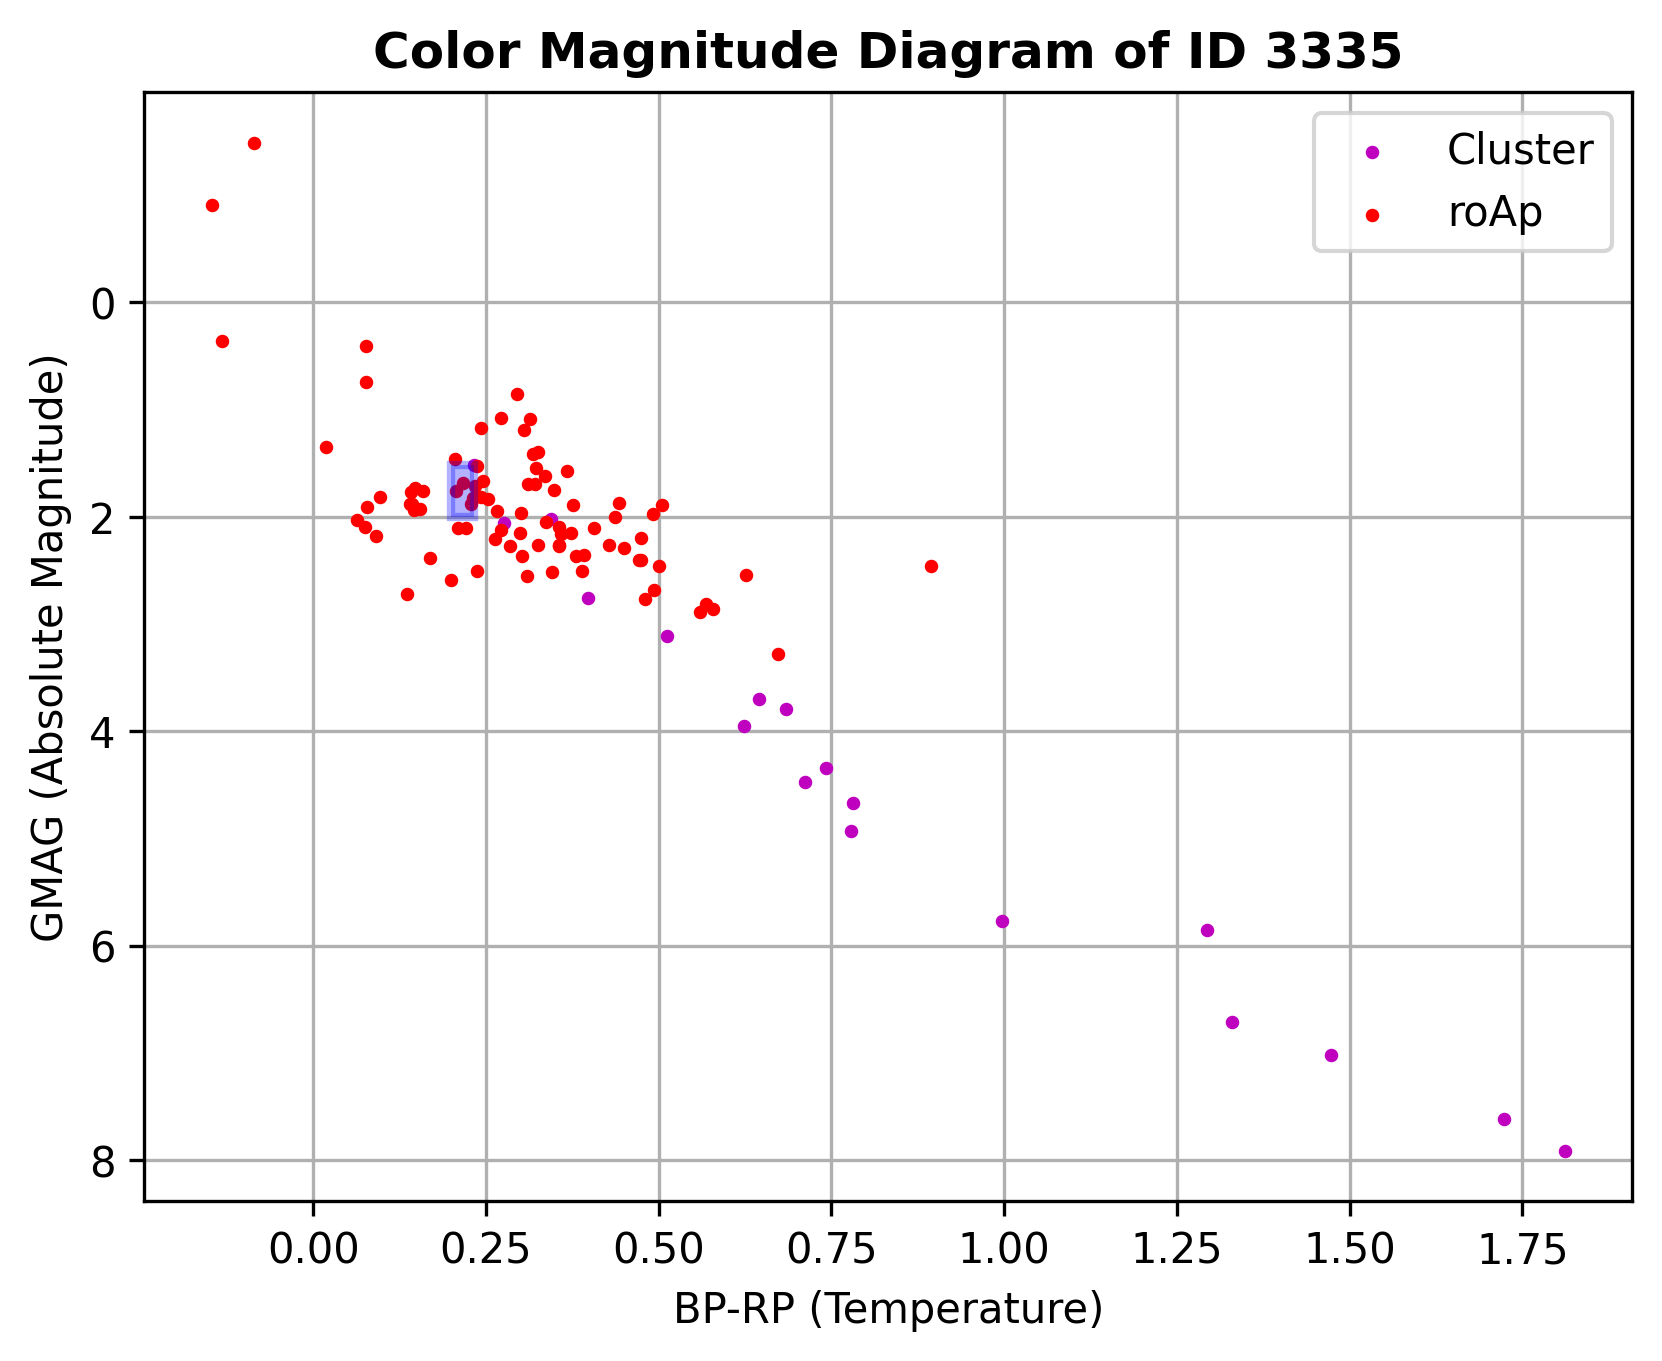 Color Magnitude Diagram of ID 3335
Cluster
roAp
GMAG (Absolute Magnitude)
0
2
4
6
8
0.00 0.25 0.50 0.75 1.00 1.25 1.50 1.75
BP-RP (Temperature)